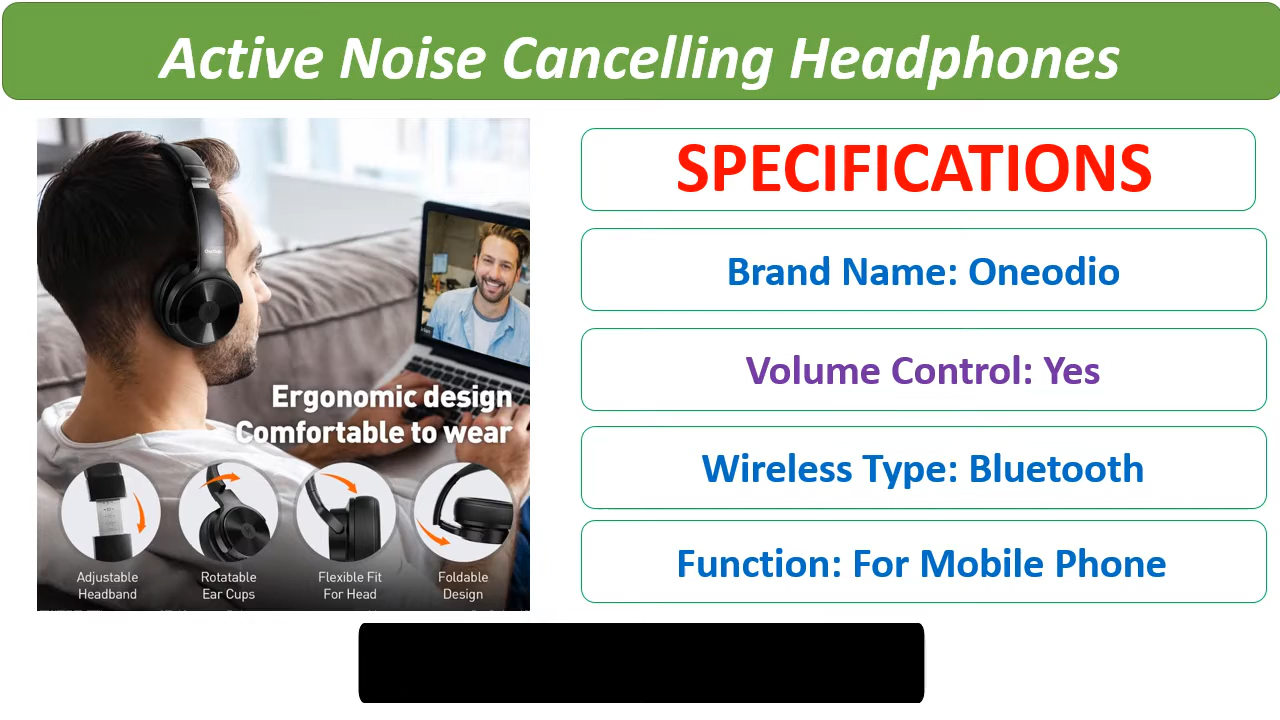 Active Noise Cancelling Headphones
SPECIFICATIONS
Brand Name: Oneodio
Volume Control: Yes
Wireless Type: Bluetooth
Function: For Mobile Phone
Ergonomic design
Comfortable to wear
Adjustable
Headband
Rotatable
Ear Cups
Flexible Fit
For Head
Foldable
Design